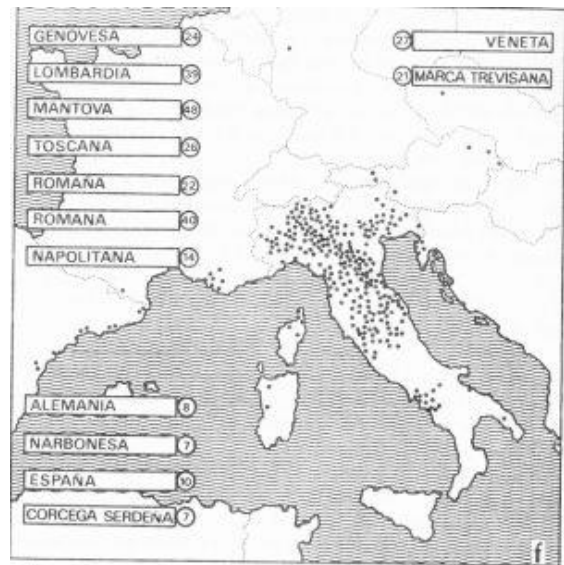 GENOVESA 24
LOMBARDIA 39
MANTOVA 48
TOSCANA 26
ROMAÑA 22
ROMANA 40
NAPOLITANA 14
27 VENETA
21 MARCA TREVISANA
ALEMANIA 8
NARBONESA 7
ESPAÑA 10
CORCEGA SERDEÑA 7
f